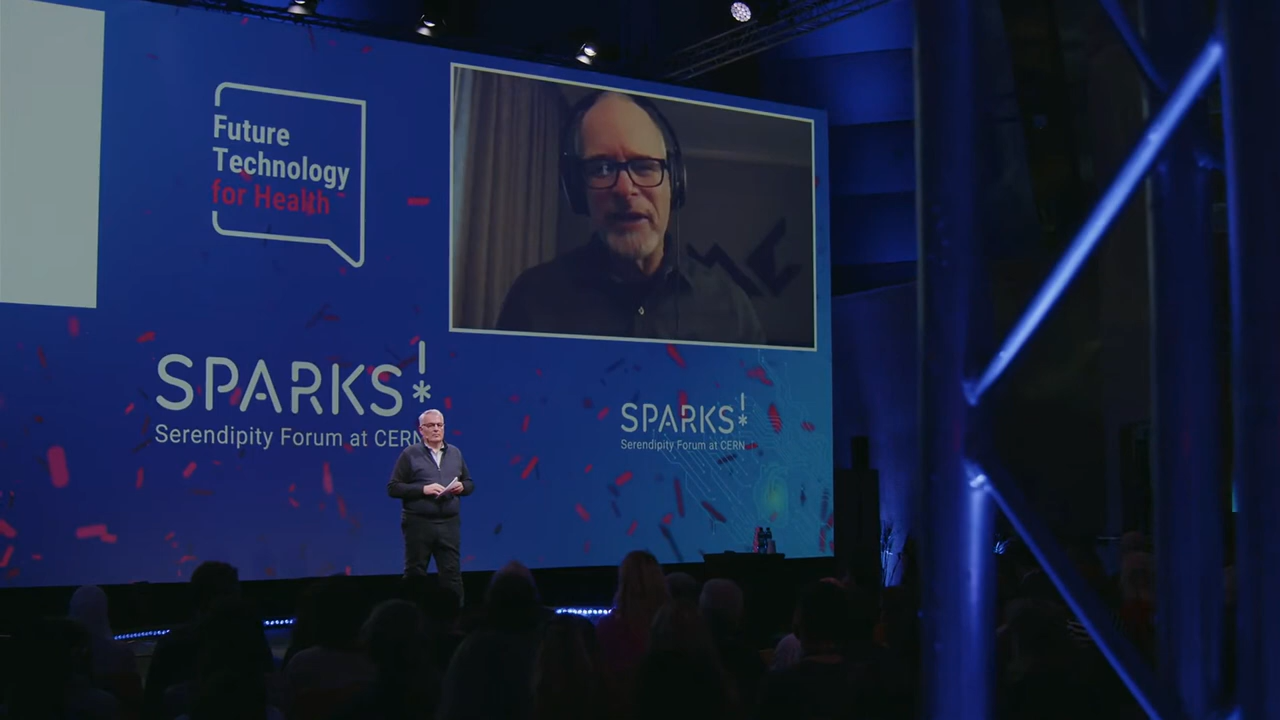 Future
Technology
for Health
SPARKS!
Serendipity Forum at CERN
SPARKS!
Serendipity Forum at CERN